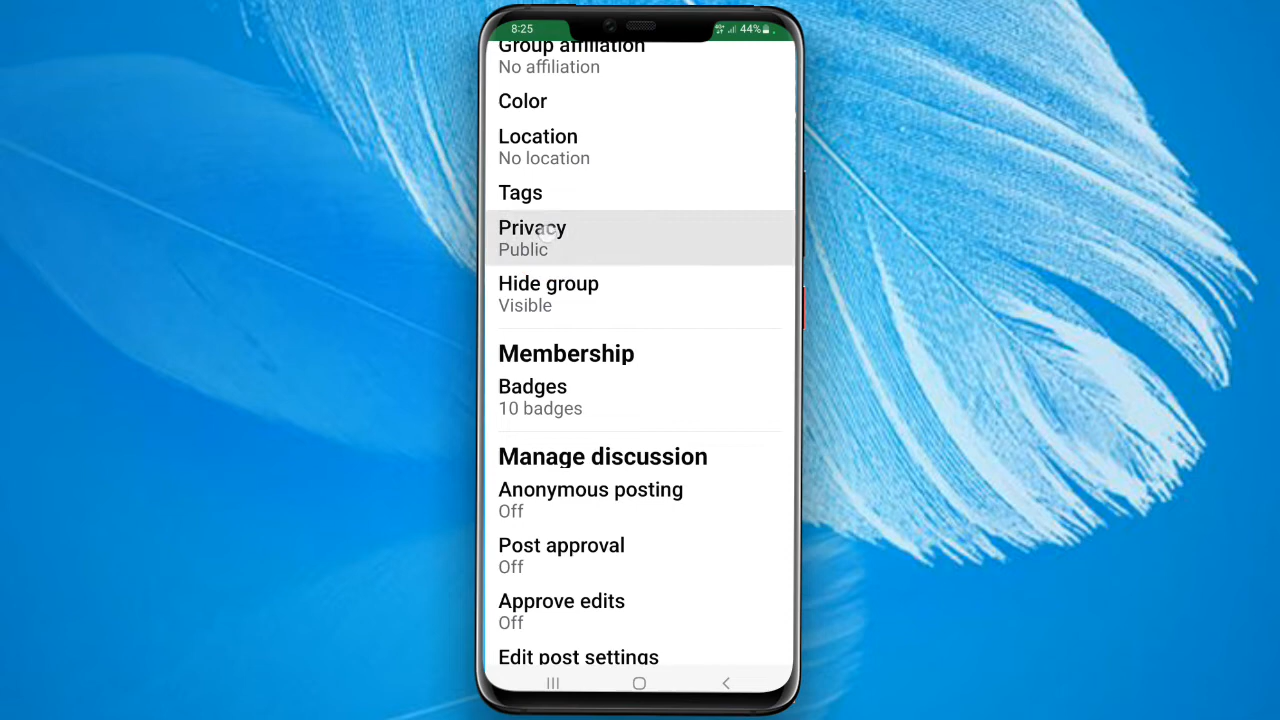 8:25
44%
Group affiliation
No affiliation
Color
Location
No location
Tags
Privacy
Public
Hide group
Visible
Membership
Badges
10 badges
Manage discussion
Anonymous posting
Off
Post approval
Off
Approve edits
Off
Edit post settings